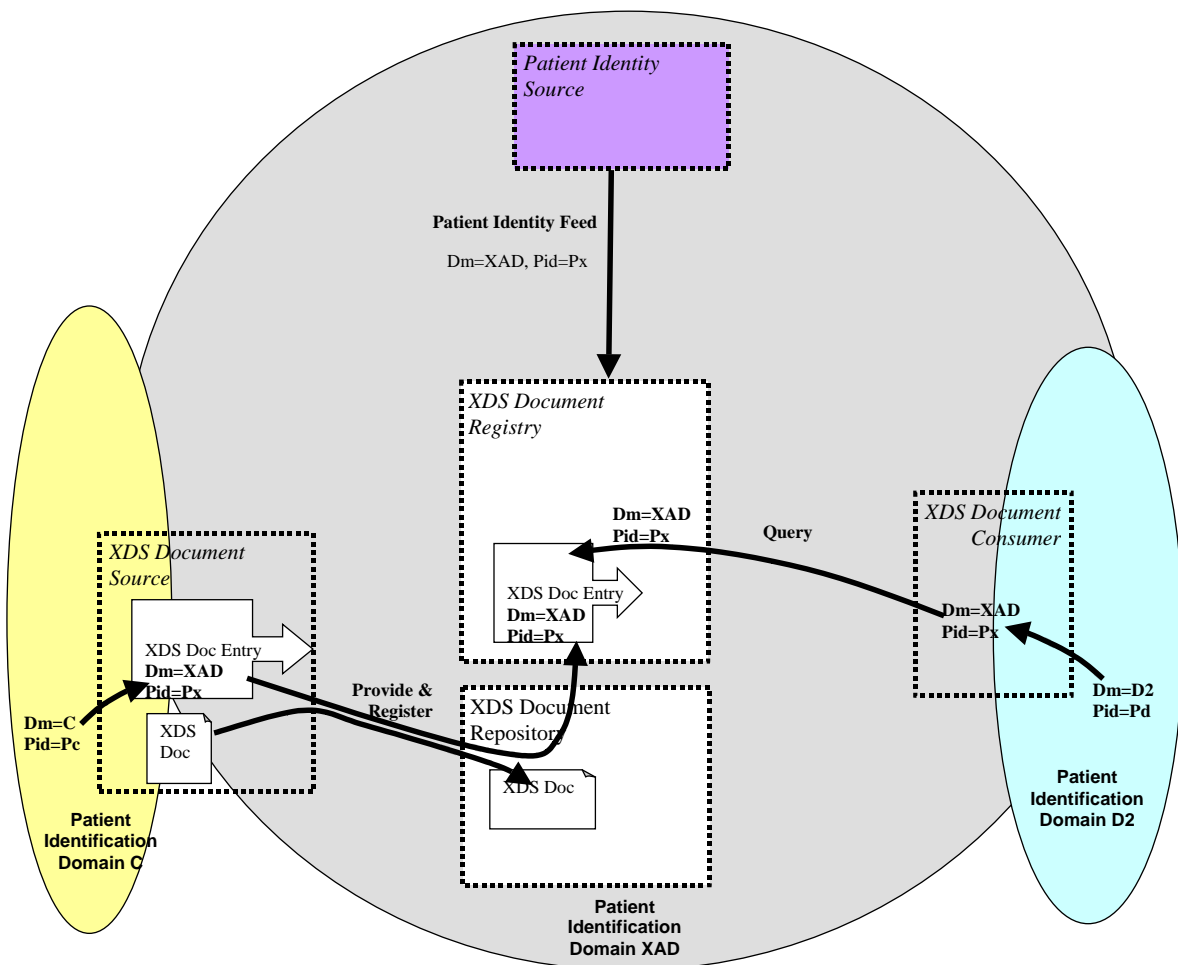 Patient Identity
Source
Patient Identity Feed
Dm=XAD, Pid=Px
XDS Document
Registry
Dm=XAD
Pid=Px
XDS Doc Entry
Dm=XAD
Pid=Px
Query
XDS Document
Consumer
Dm=XAD
Pid=Px
Dm=D2
Pid=Pd
Patient
Identification
Domain D2
XDS Document
Source
XDS Doc Entry
Dm=XAD
Pid=Px
Dm=C
Pid=Pc
XDS
Doc
Patient
Identification
Domain C
Provide &
Register
XDS Document
Repository
XDS Doc
Patient
Identification
Domain XAD